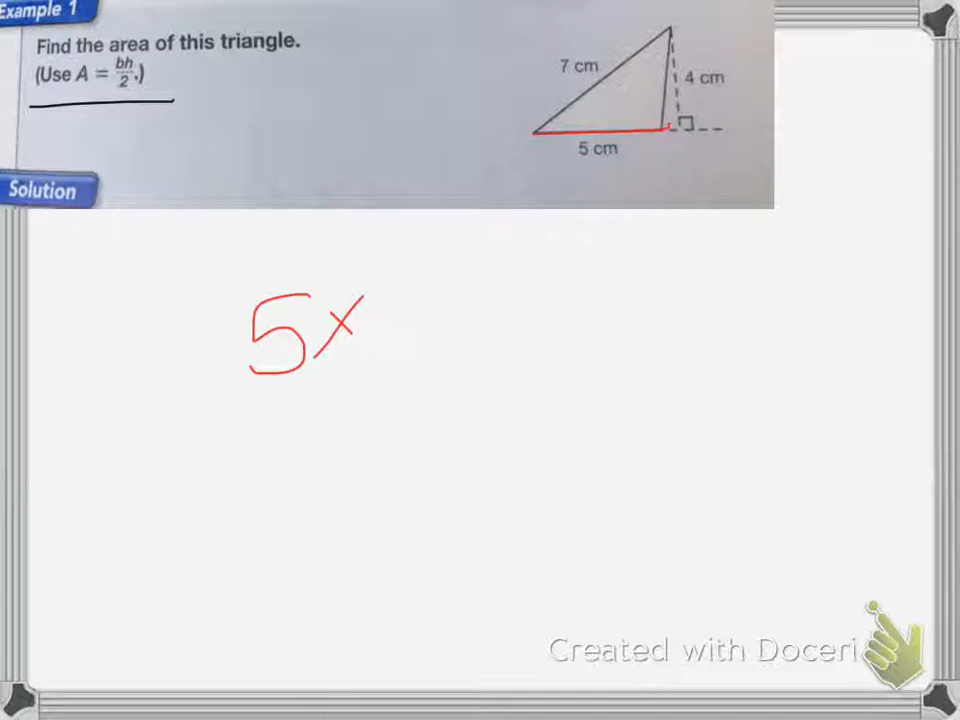 Example 1
Find the area of this triangle.
(Use A = bh/2.)
7 cm
4 cm
5 cm
Solution
5x
Created with Doceri